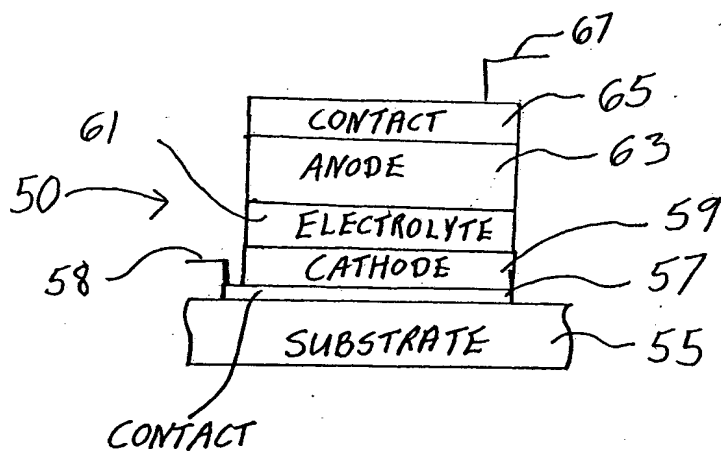 67
CONTACT
65
61
ANODE
63
50
ELECTROLYTE
59
58
CATHODE
57
SUBSTRATE
55
CONTACT